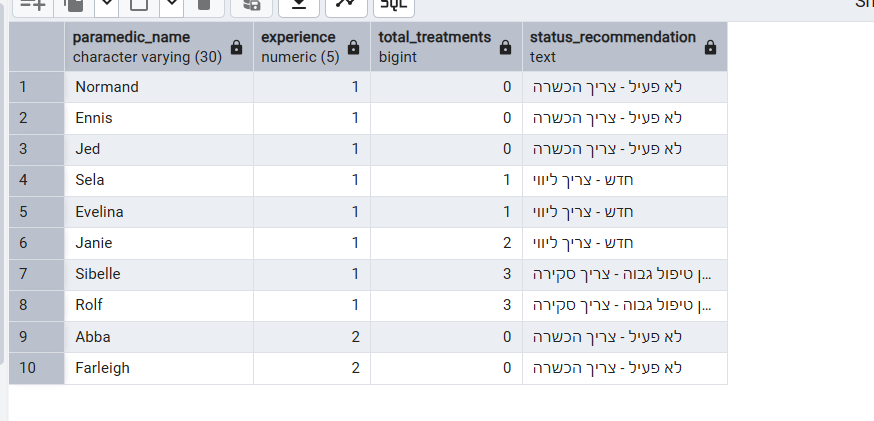 SQL
paramedic_name experience total_treatments status_recommendation
character varying (30) numeric (5) bigint text
1 Normand 1 0 לא פעיל - צריך הכשרה
2 Ennis 1 0 לא פעיל - צריך הכשרה
3 Jed 1 0 לא פעיל - צריך הכשרה
4 Sela 1 1 חדש - צריך ליווי
5 Evelina 1 1 חדש - צריך ליווי
6 Janie 1 2 חדש - צריך ליווי
7 Sibelle 1 3 ן טיפול גבוה - צריך סקירה...
8 Rolf 1 3 ן טיפול גבוה - צריך סקירה...
9 Abba 2 0 לא פעיל - צריך הכשרה
10 Farleigh 2 0 לא פעיל - צריך הכשרה